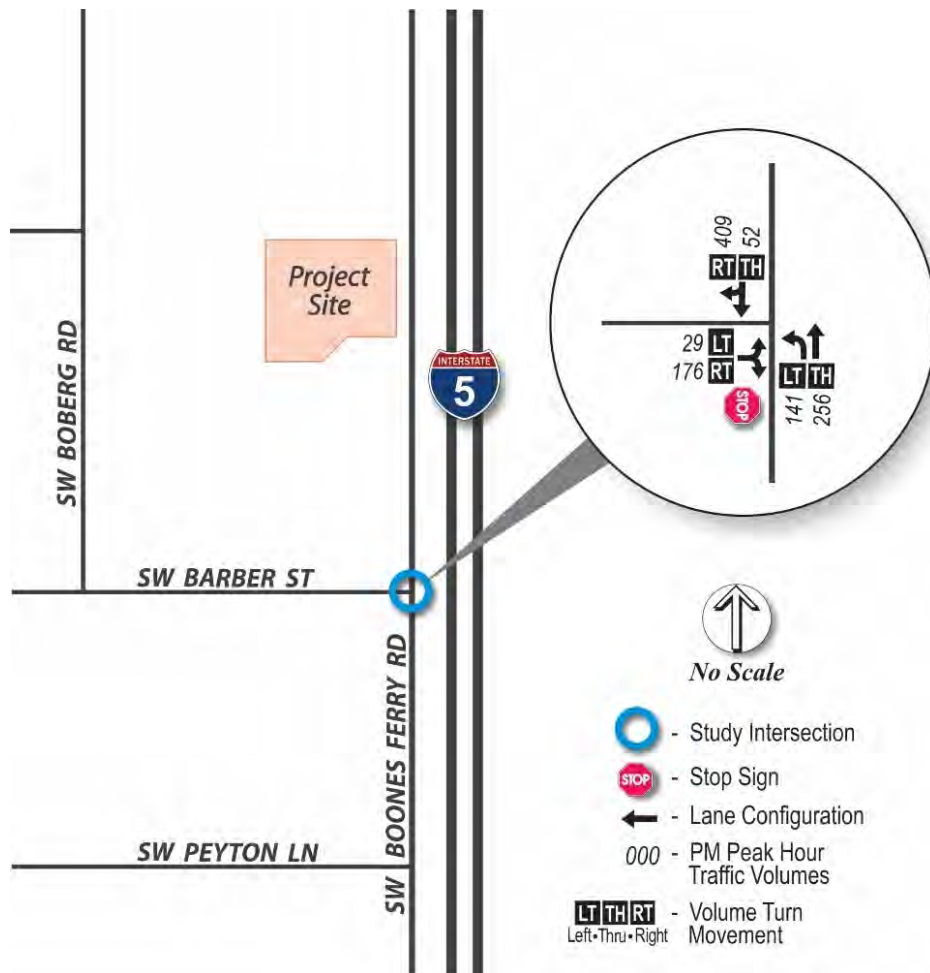 SW BOBERG RD
Project
Site
INTERSTATE
5
409
52
RT TH
29 LT
176 RT
STOP
LT TH
141
256
SW BARBER ST
SW BOONES FERRY RD
SW PEYTON LN
No Scale
- Study Intersection
STOP - Stop Sign
- Lane Configuration
000 - PM Peak Hour
Traffic Volumes
LT TH RT - Volume Turn
Left•Thru•Right Movement